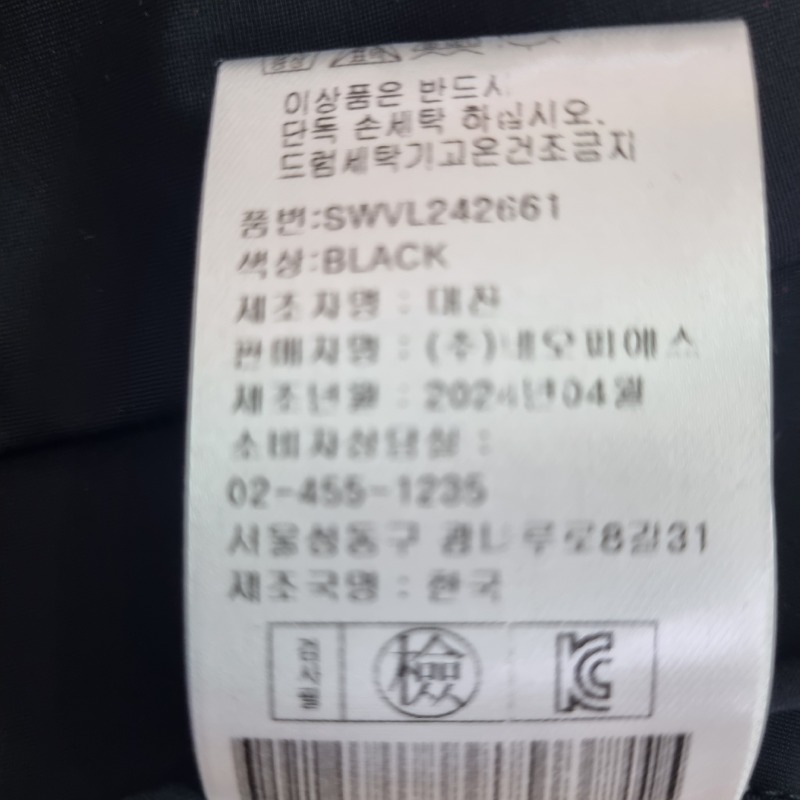 이상품은 반드시
단독 손세탁 하십시오.
드럼세탁기고온건조금지
품번:SWVL242661
색상:BLACK
제조자명 : 대진
판매자명 : (주)네오미애스
제조년월 : 2024년04월
소비자상담실 :
02-455-1235
서울성동구 광나루로8길31
제조국명 : 한국
검사필
檢